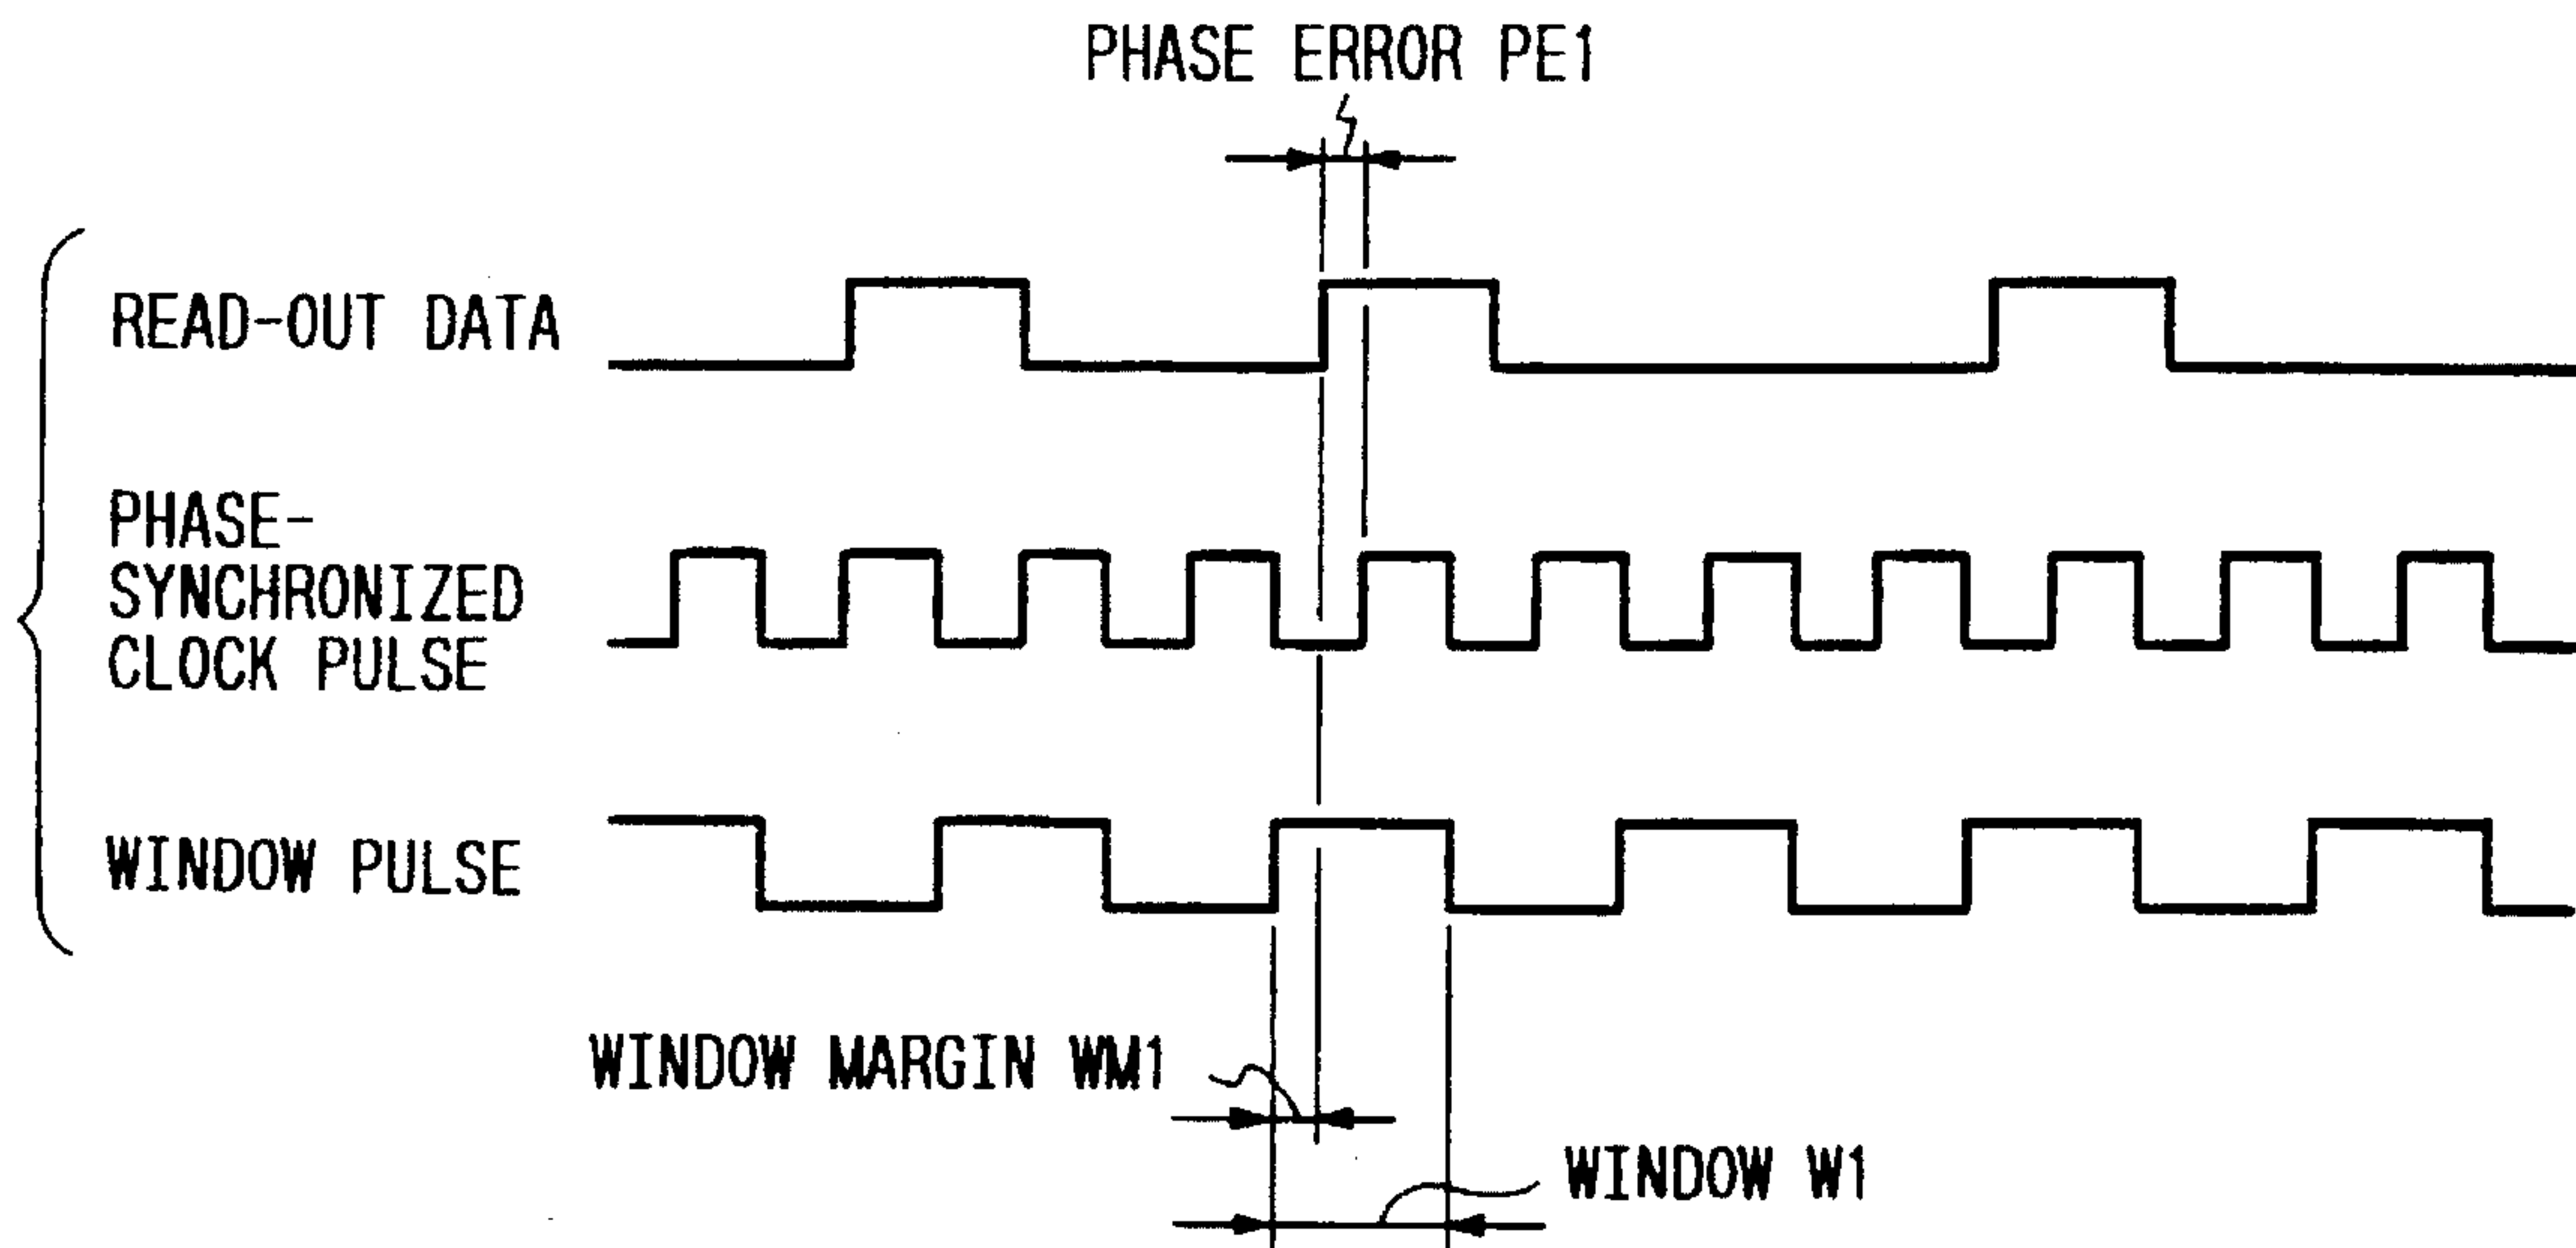 PHASE ERROR PE1
READ-OUT DATA
PHASE-
SYNCHRONIZED
CLOCK PULSE
WINDOW PULSE
WINDOW MARGIN WM1
WINDOW W1